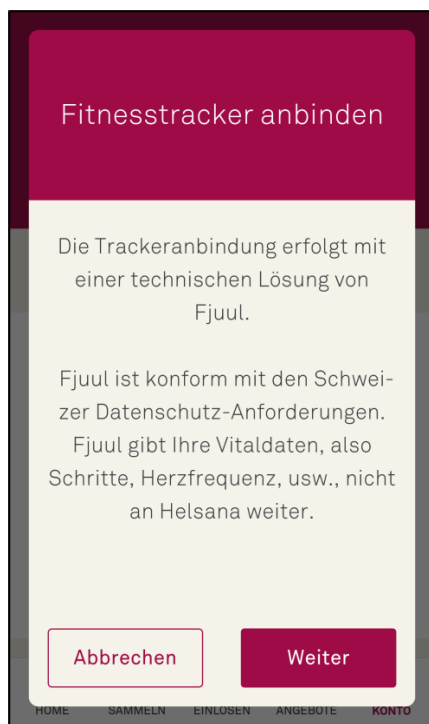 Fitnesstracker anbinden
Die Trackeranbindung erfolgt mit
einer technischen Lösung von
Fjuul.
Fjuul ist konform mit den Schwei-
zer Datenschutz-Anforderungen.
Fjuul gibt Ihre Vitaldaten, also
Schritte, Herzfrequenz, usw., nicht
an Helsana weiter.
Abbrechen Weiter
HOME SAMMELN EINLÖSEN ANGEBOTE KONTO